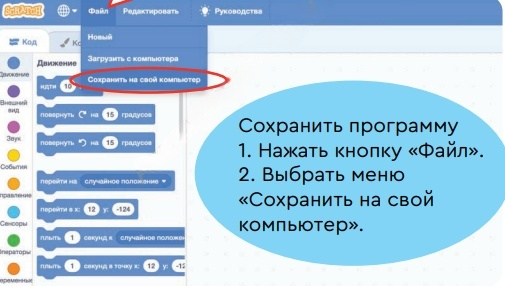 SCRATCH Файл Редактировать Руководства
Новый
Код
Загрузить с компьютера
Движение
Движение
Сохранить на свой компьютер
идти 10
Внешний вид
повернуть на 15 градусов
Звук
повернуть на 15 градусов
События
перейти на случайное положение
Управление
перейти в x: 12 y: -124
Сенсоры
плыть 1 секунд к случайное положен
Операторы
плыть 1 секунд в точку x: 12 y: -12
Переменные
Сохранить программу
1. Нажать кнопку «Файл».
2. Выбрать меню
«Сохранить на свой
компьютер».